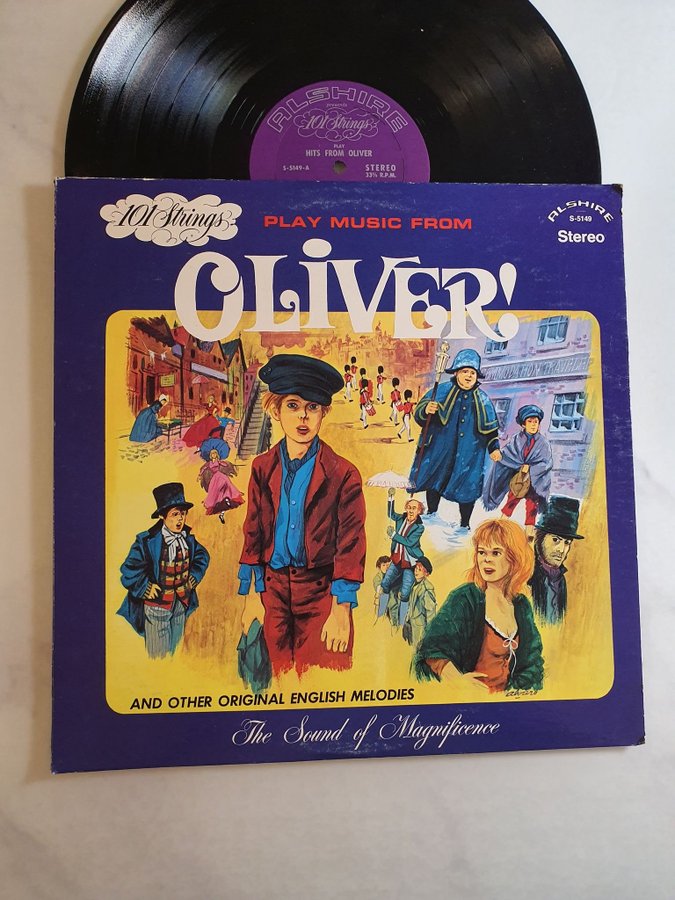 ALSHIRE
presents
101 Strings
PLAY
HITS FROM OLIVER
S-5149-A
STEREO
33⅓ R.P.M.
101 Strings
PLAY MUSIC FROM
ALSHIRE
S-5149
Stereo
OLiVER!
AND OTHER ORIGINAL ENGLISH MELODIES
The Sound of Magnificence